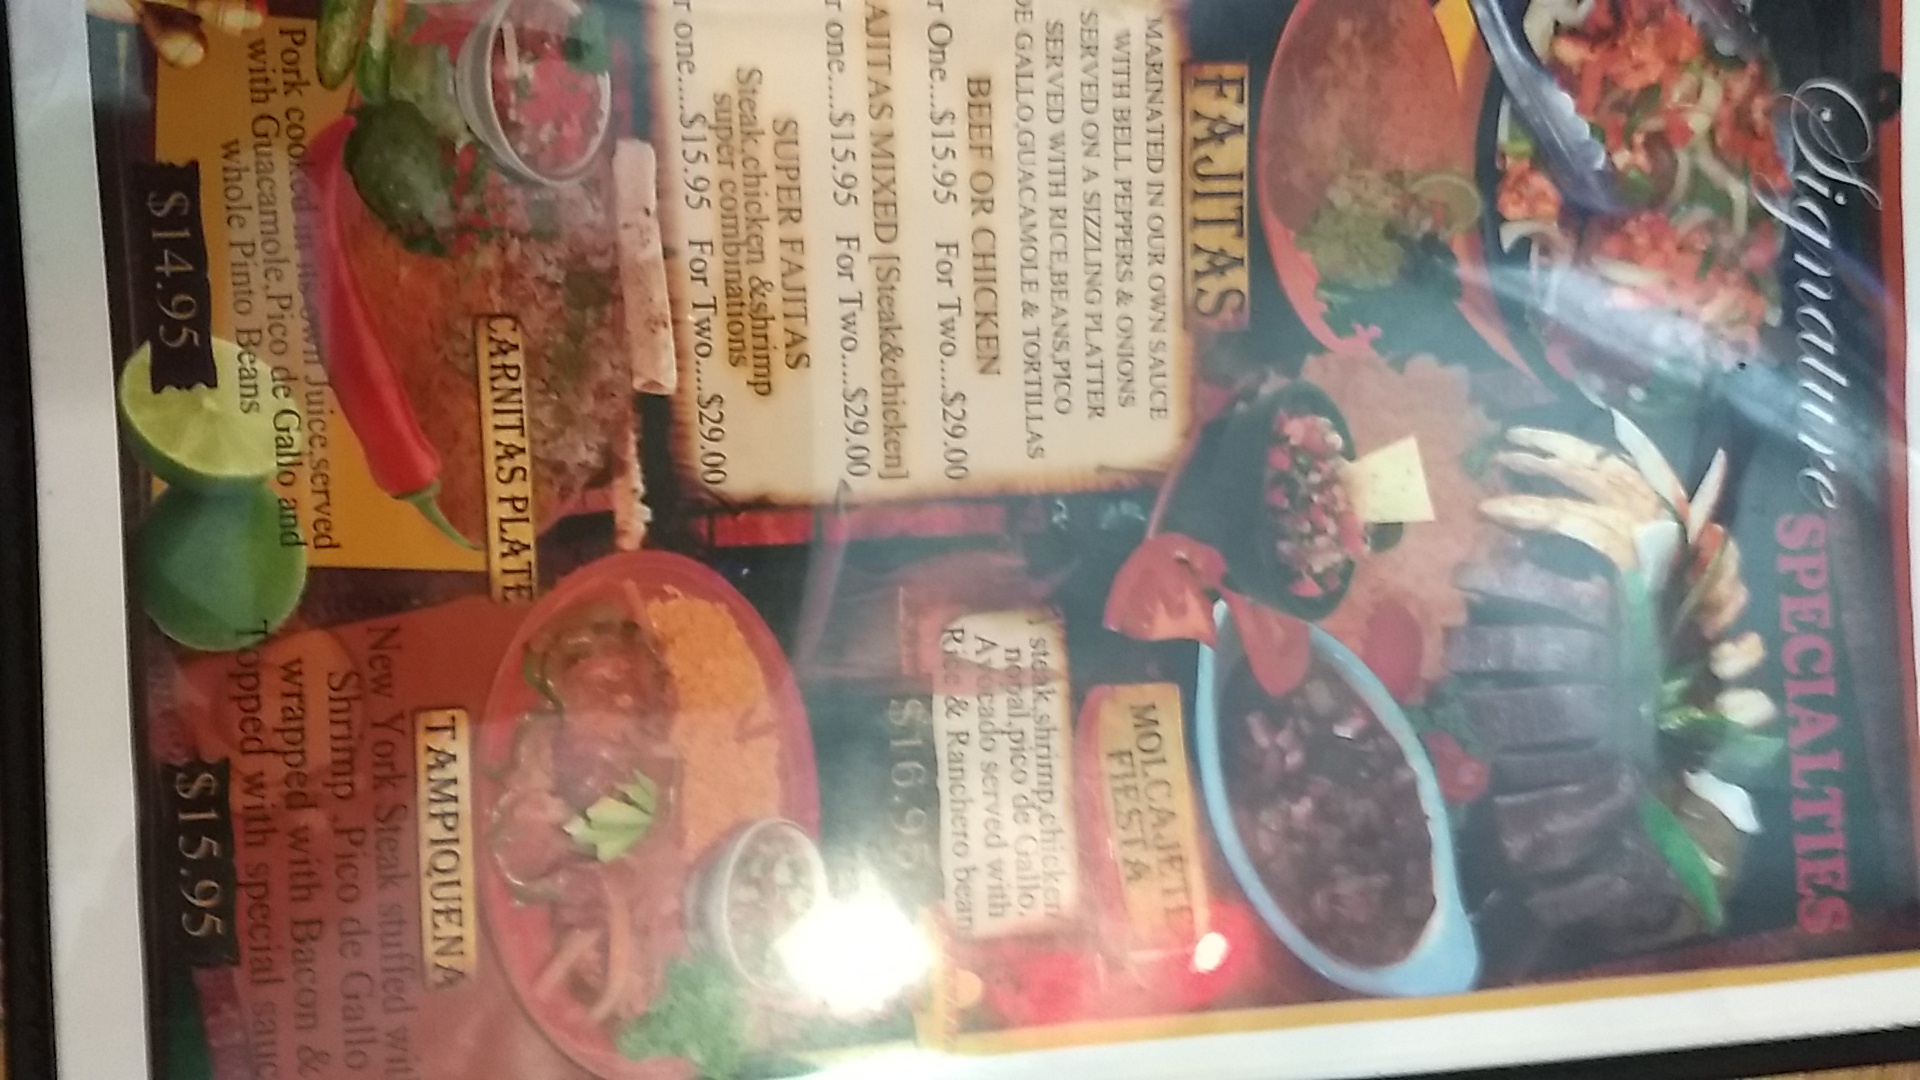 Signature SPECIALTIES
FAJITAS
MARINATED IN OUR OWN SAUCE
WITH BELL PEPPERS & ONIONS
SERVED ON A SIZZLING PLATTER
SERVED WITH RICE,BEANS,PICO
DE GALLO,GUACAMOLE & TORTILLAS
BEEF OR CHICKEN
r One...$15.95 For Two....$29.00
AJITAS MIXED [Steak&chicken]
r one...$15.95 For Two....$29.00
SUPER FAJITAS
Steak,chicken &shrimp
super combinations
r one....$15.95 For Two....$29.00
MOLCAJETE
FIESTA
steak,shrimp,chicken
nopal,pico de Gallo,
Avocado served with
Rice & Ranchero bean
$16.95
CARNITAS PLATE
Pork cooked in its own Juice,served
with Guacamole,Pico de Gallo and
whole Pinto Beans
$14.95
TAMPIQUENA
New York Steak stuffed with
Shrimp ,Pico de Gallo
wrapped with Bacon &
Topped with special sauc
$15.95